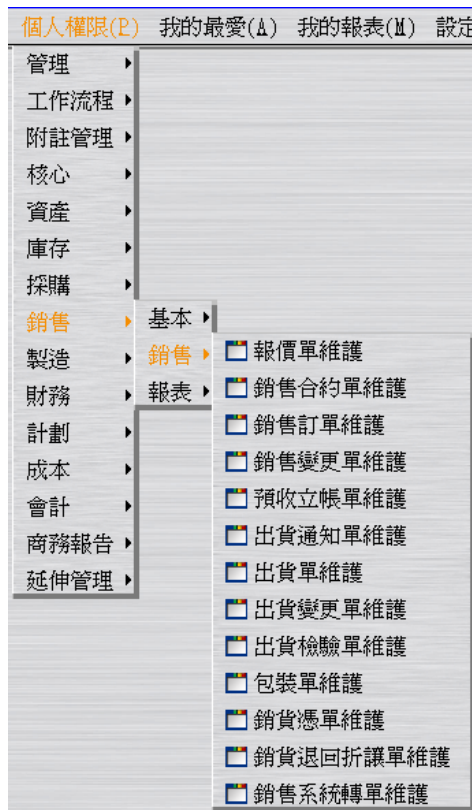 個人權限(P) 我的最愛(A) 我的報表(M) 設定
管理
工作流程
附註管理
核心
資產
庫存
採購
銷售
製造
財務
計劃
成本
會計
商務報告
延伸管理
基本
銷售
報表
報價單維護
銷售合約單維護
銷售訂單維護
銷售變更單維護
預收立帳單維護
出貨通知單維護
出貨單維護
出貨變更單維護
出貨檢驗單維護
包裝單維護
銷貨憑單維護
銷貨退回折讓單維護
銷售系統轉單維護